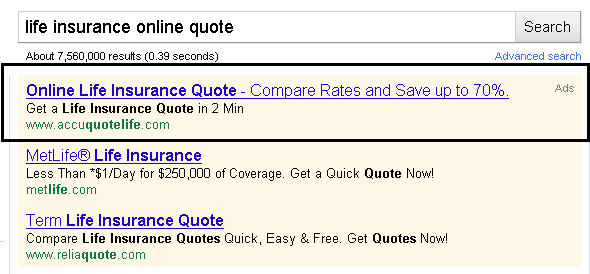 life insurance online quote
Search
About 7,560,000 results (0.39 seconds)
Advanced search
Online Life Insurance Quote - Compare Rates and Save up to 70%.
Ads
Get a Life Insurance Quote in 2 Min
www.accuquotelife.com
MetLife® Life Insurance
Less Than *$1/Day for $250,000 of Coverage. Get a Quick Quote Now!
metlife.com
Term Life Insurance Quote
Compare Life Insurance Quotes Quick, Easy & Free. Get Quotes Now!
www.reliaquote.com